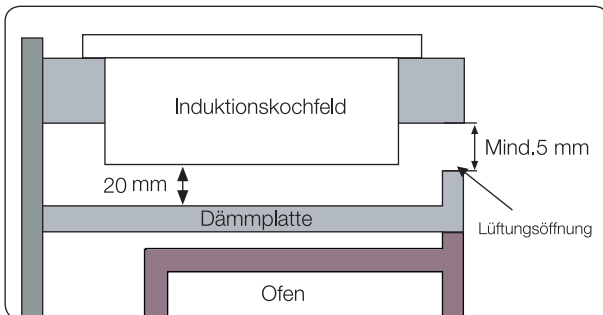 Induktionskochfeld
Mind.5 mm
20 mm
Dämmplatte
Lüftungsöffnung
Ofen